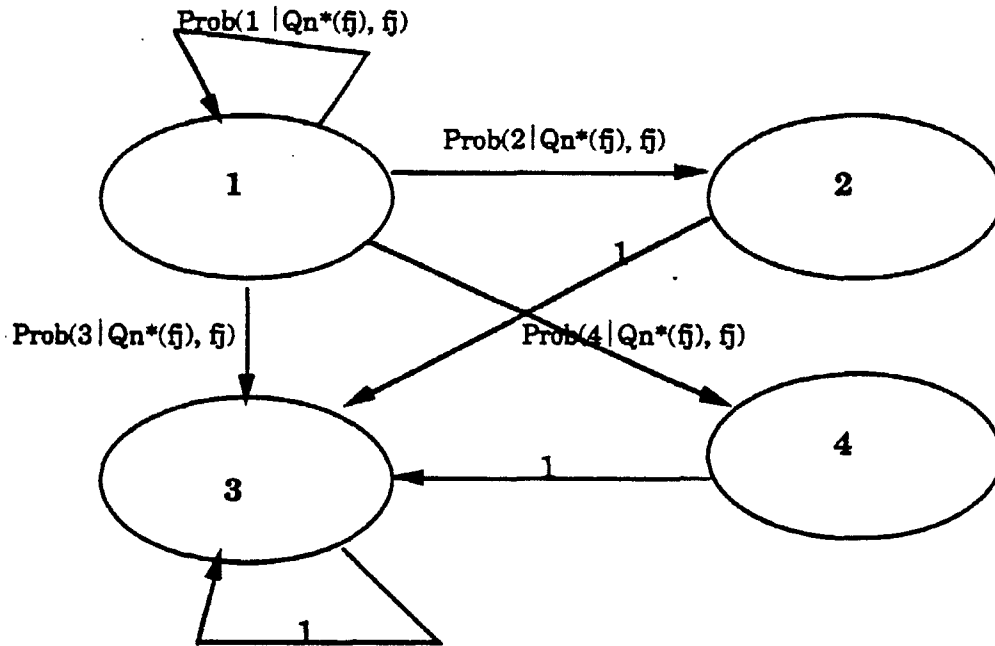 Prob(1 | Qn*(fj), fj)
Prob(2 | Qn*(fj), fj)
1
2
1
Prob(3 | Qn*(fj), fj)
Prob(4 | Qn*(fj), fj)
4
1
3
1